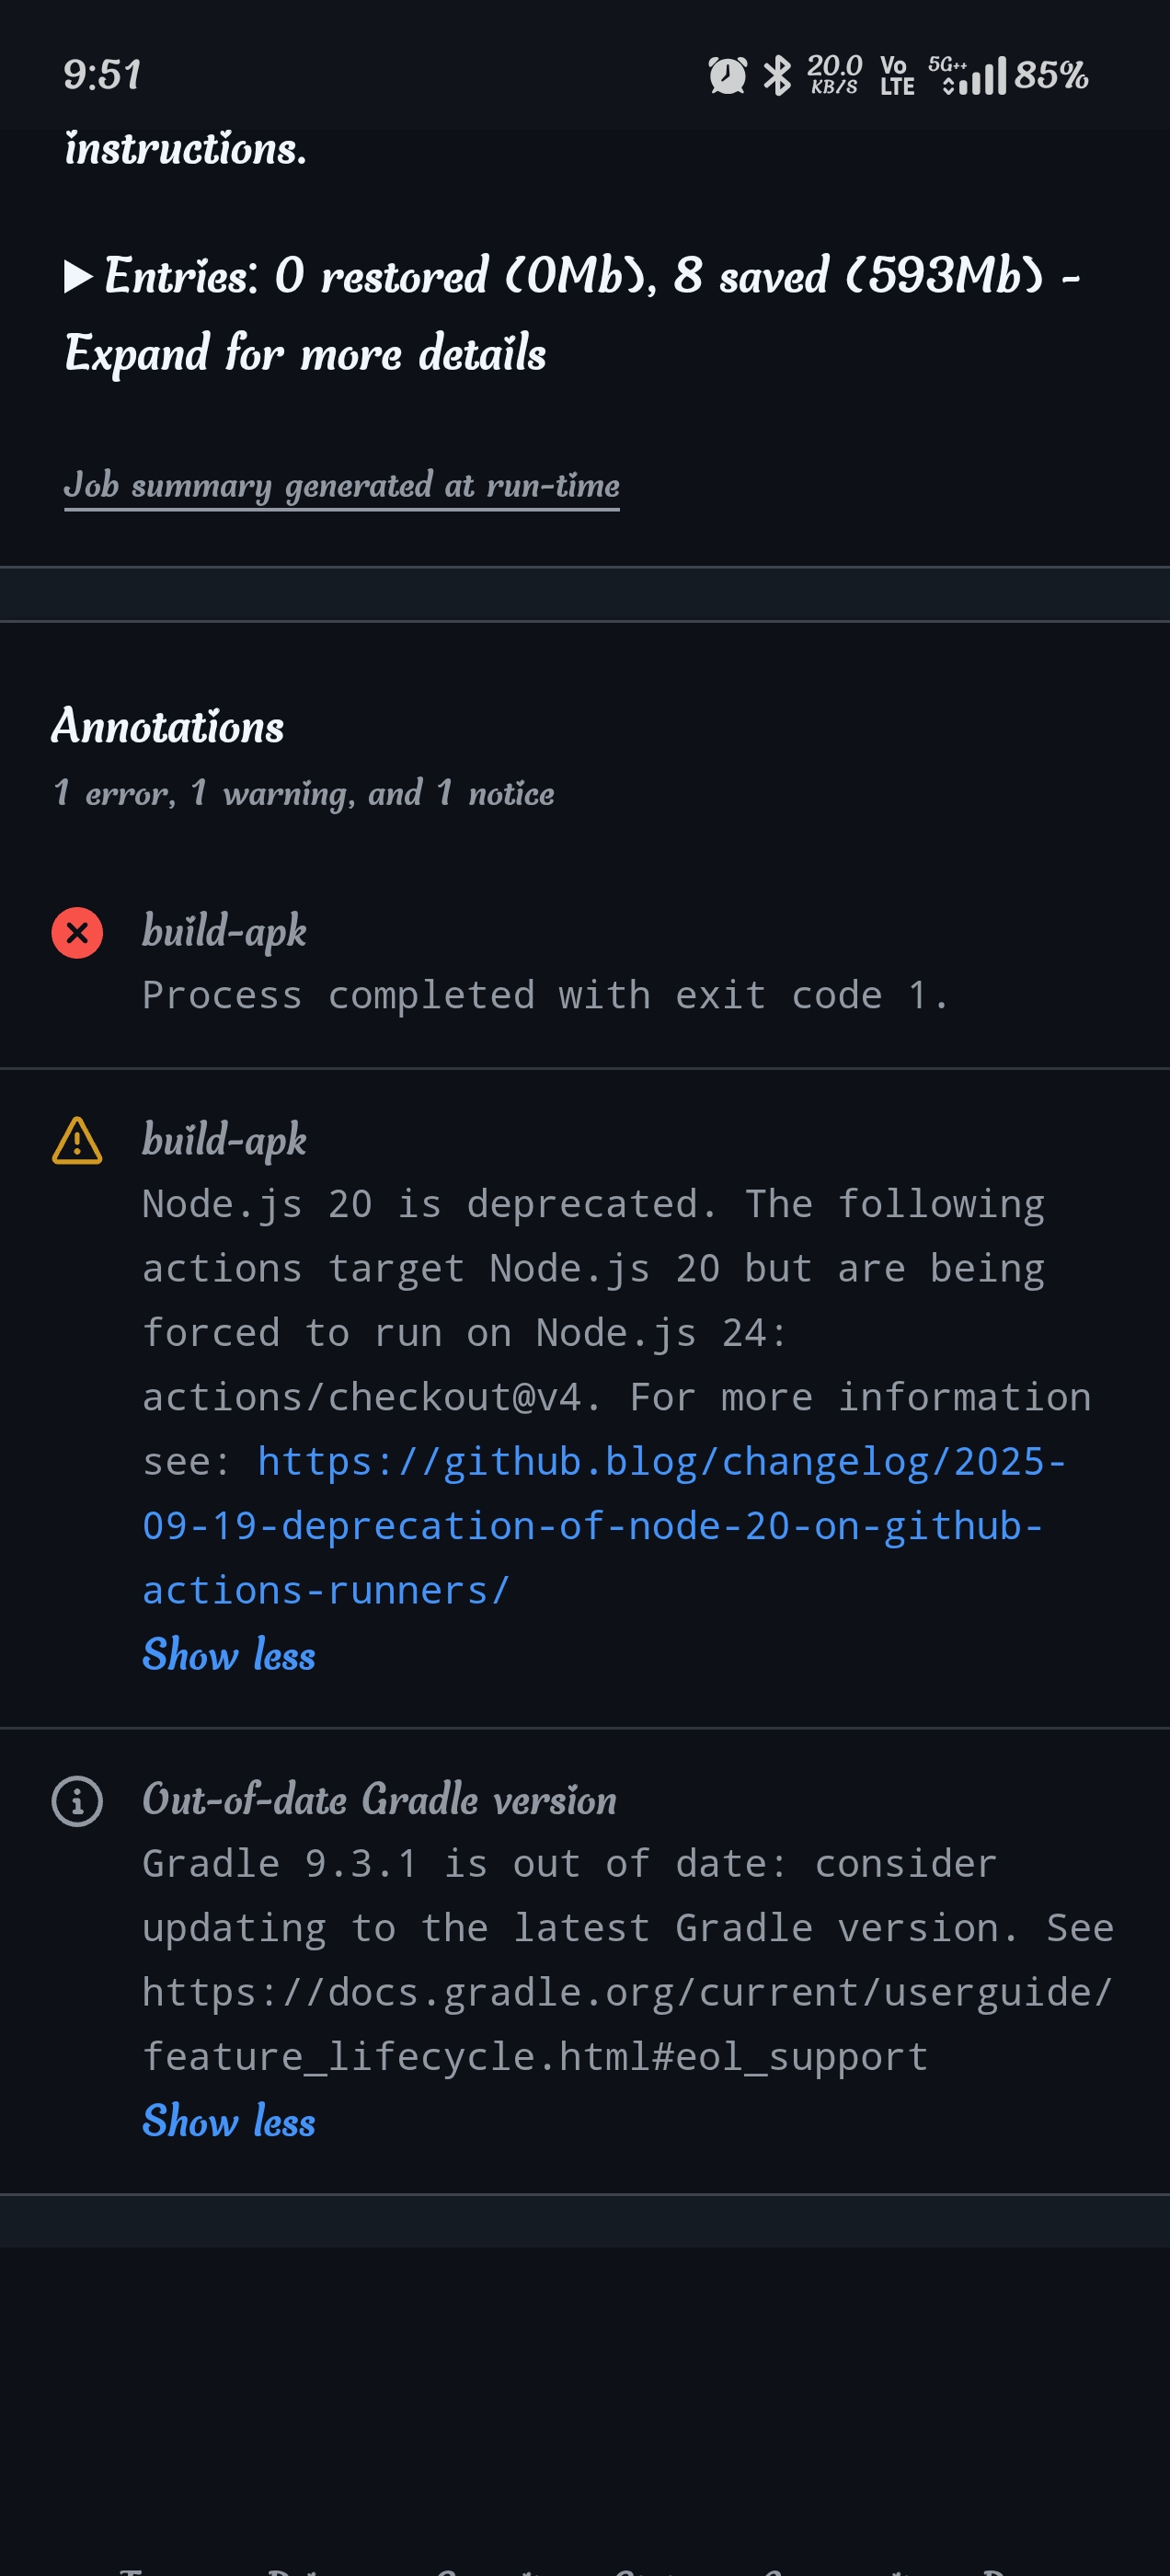 9:51
20.0 KB/S Vo LTE 5G++ 85%
instructions.
Entries: 0 restored (0Mb), 8 saved (593Mb) -
Expand for more details
Job summary generated at run-time
Annotations
1 error, 1 warning, and 1 notice
build-apk
Process completed with exit code 1.
build-apk
Node.js 20 is deprecated. The following
actions target Node.js 20 but are being
forced to run on Node.js 24:
actions/checkout@v4. For more information
see: https://github.blog/changelog/2025-
09-19-deprecation-of-node-20-on-github-
actions-runners/
Show less
Out-of-date Gradle version
Gradle 9.3.1 is out of date: consider
updating to the latest Gradle version. See
https://docs.gradle.org/current/userguide/
feature_lifecycle.html#eol_support
Show less